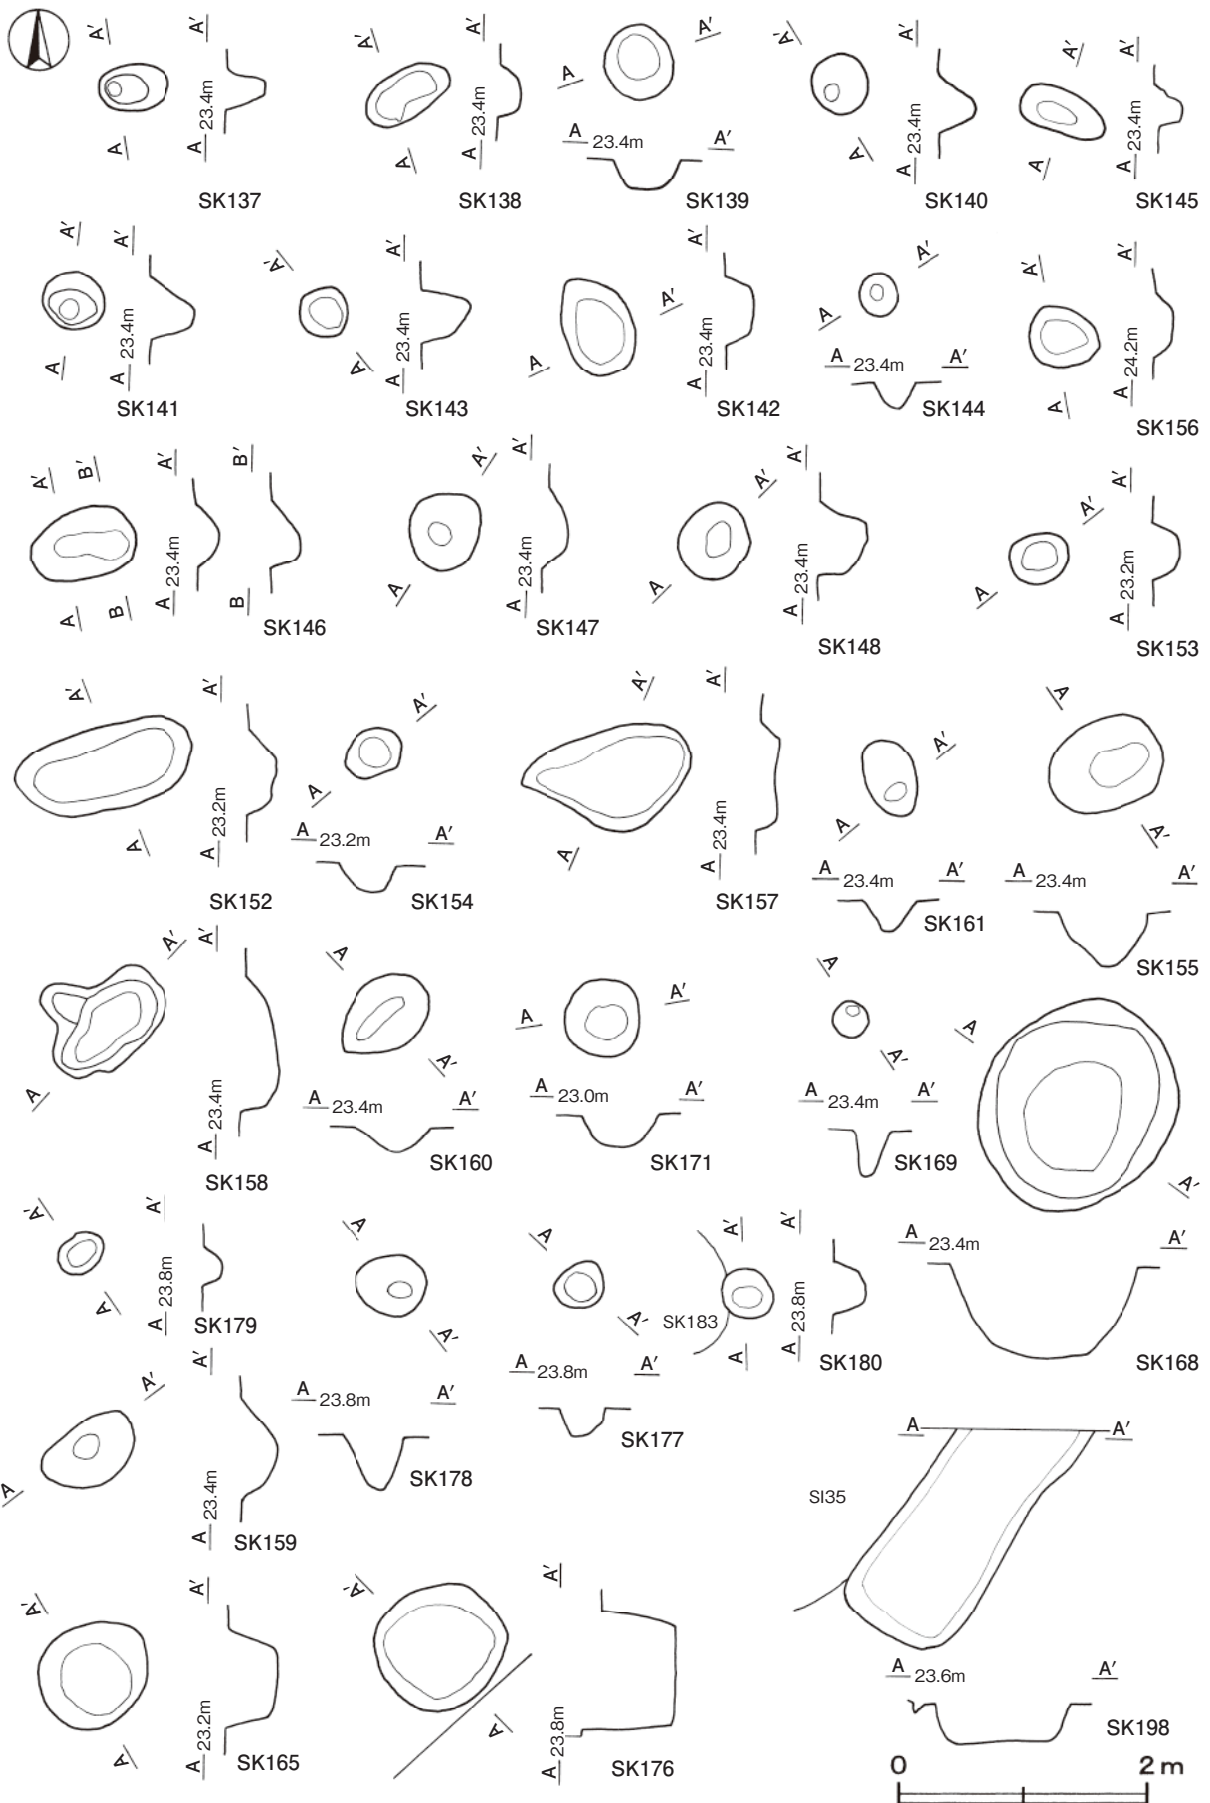 A A' A A' 23.4m SK137
A A' A A' 23.4m SK138
A A' A 23.4m A' SK139
A A' A A' 23.4m SK140
A A' A A' 23.4m SK145
A A' A A' 23.4m SK141
A A' A A' 23.4m SK143
A A' A A' 23.4m SK142
A A' A 23.4m A' SK144
A A' A A' 24.2m SK156
A A' B B' A A' 23.4m B B' SK146
A A' A A' 23.4m SK147
A A' A A' 23.4m SK148
A A' A A' 23.2m SK153
A A' A A' 23.2m SK152
A A' A 23.2m A' SK154
A A' A A' 23.4m SK157
A A' A 23.4m A' SK161
A A' A 23.4m A' SK155
A A' A A' 23.4m SK158
A A' A 23.4m A' SK160
A A' A 23.0m A' SK171
A A' A 23.4m A' SK169
A A' A 23.4m A' SK168
A A' A A' 23.8m SK179
A A' A 23.8m A' SK178
A A' A 23.8m A' SK177
SK183 A A' A A' 23.8m SK180
A A' A A' 23.4m SK159
A A' A A' 23.2m SK165
A A' A A' 23.8m SK176
A A' SI35 A 23.6m A' SK198
0 2 m